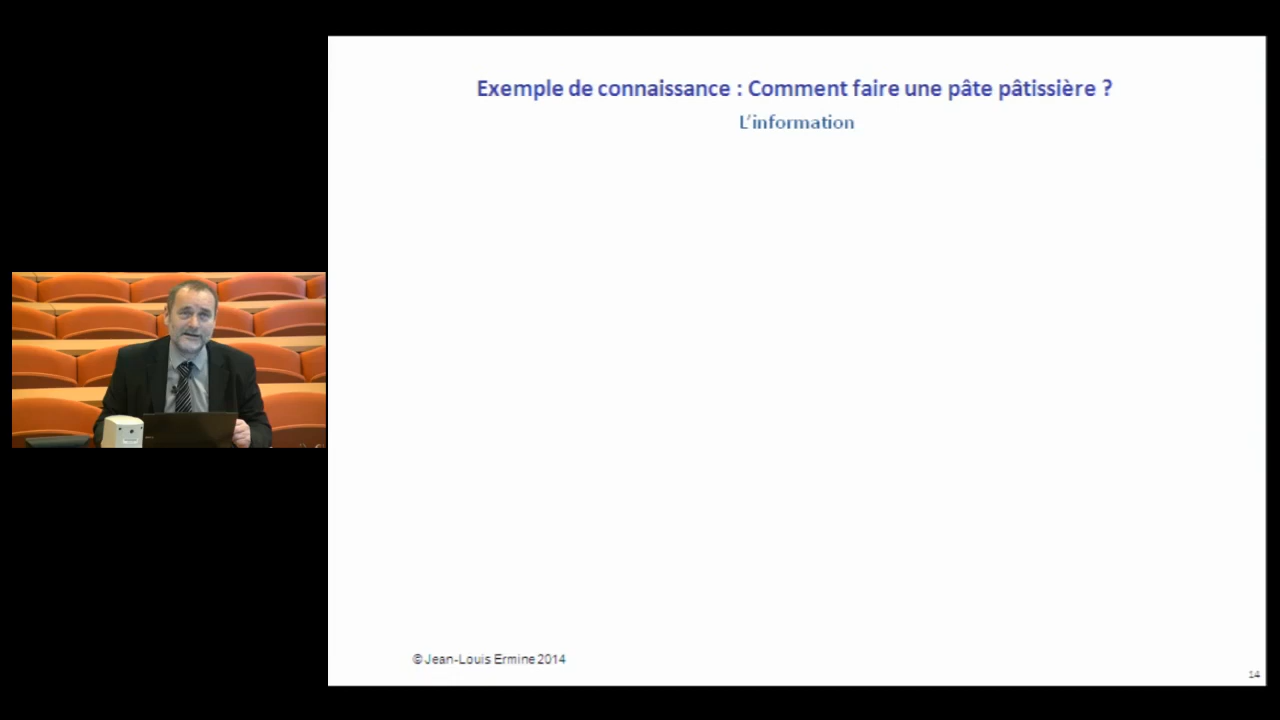 Exemple de connaissance : Comment faire une pâte pâtissière ?
L'information
©Jean-Louis Ermine 2014
14